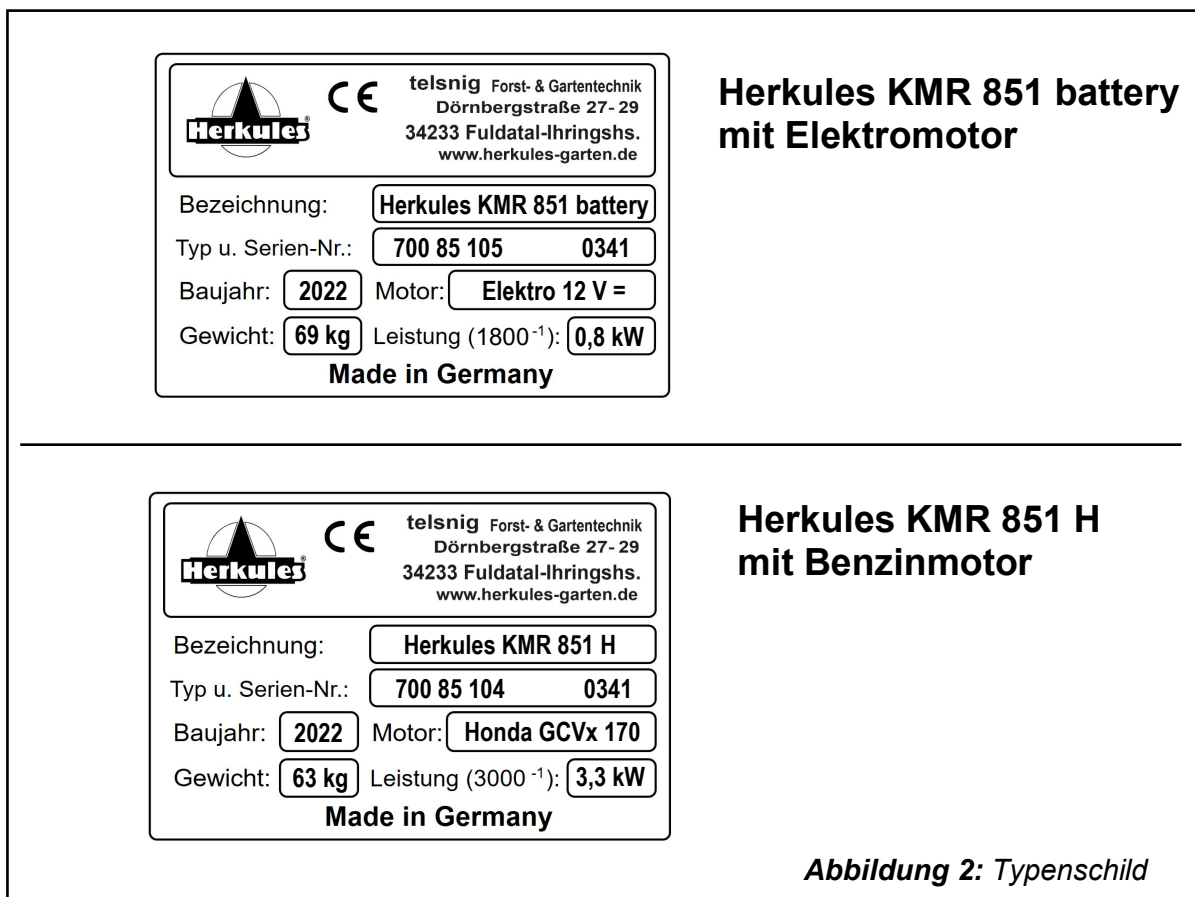 Herkules®
CE
telsnig Forst- & Gartentechnik
Dörnbergstraße 27-29
34233 Fuldatal-Ihringshs.
www.herkules-garten.de
Bezeichnung: Herkules KMR 851 battery
Typ u. Serien-Nr.: 700 85 105 0341
Baujahr: 2022 Motor: Elektro 12 V =
Gewicht: 69 kg Leistung (1800⁻¹): 0,8 kW
Made in Germany
Herkules KMR 851 battery
mit Elektromotor
Herkules®
CE
telsnig Forst- & Gartentechnik
Dörnbergstraße 27-29
34233 Fuldatal-Ihringshs.
www.herkules-garten.de
Bezeichnung: Herkules KMR 851 H
Typ u. Serien-Nr.: 700 85 104 0341
Baujahr: 2022 Motor: Honda GCVx 170
Gewicht: 63 kg Leistung (3000⁻¹): 3,3 kW
Made in Germany
Herkules KMR 851 H
mit Benzinmotor
Abbildung 2: Typenschild